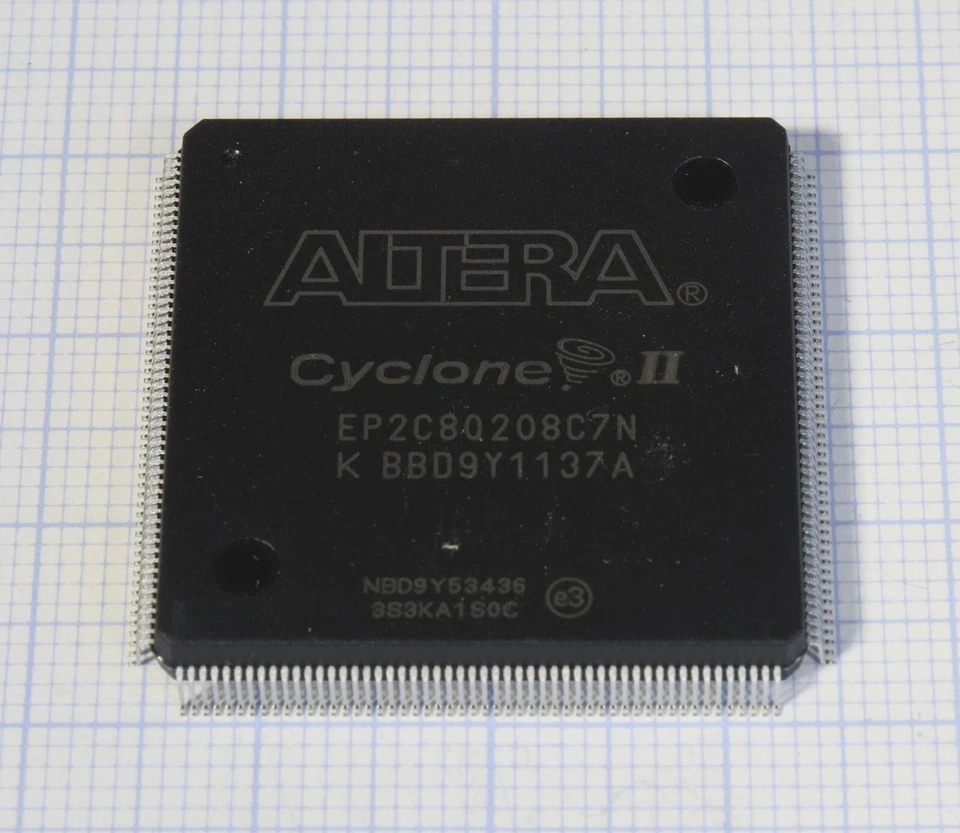 ALTERA®
Cyclone® II
EP2C8Q208C7N
K BBD9Y1137A
NBD9Y53436
3S3KA1S0C e3